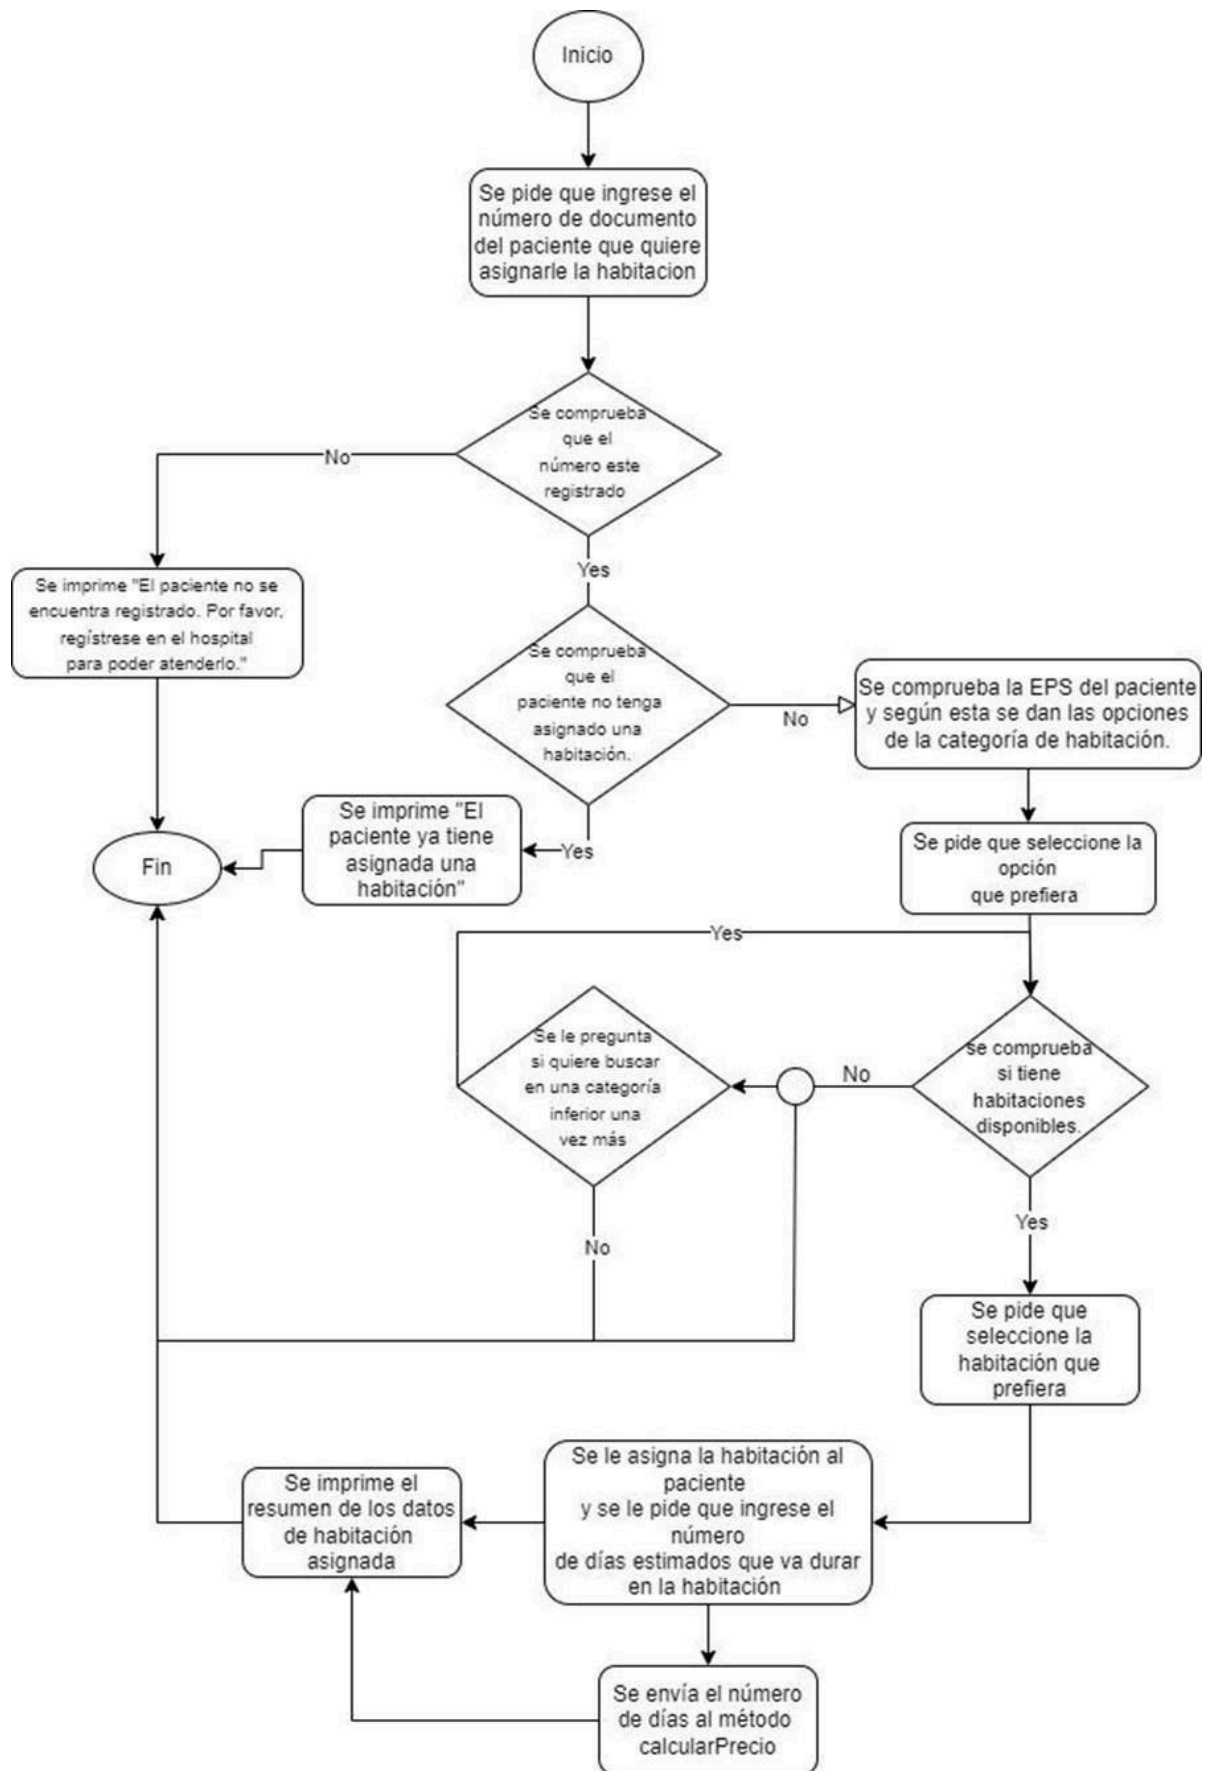 Inicio
Se pide que ingrese el
número de documento
del paciente que quiere
asignarle la habitacion
Se comprueba
que el
número este
registrado
No
Yes
Se imprime "El paciente no se
encuentra registrado. Por favor,
regístrese en el hospital
para poder atenderlo."
Se comprueba
que el
paciente no tenga
asignado una
habitación.
No
Se comprueba la EPS del paciente
y según esta se dan las opciones
de la categoría de habitación.
Yes
Se imprime "El
paciente ya tiene
asignada una
habitación"
Fin
Se pide que seleccione la
opción
que prefiera
Yes
Se le pregunta
si quiere buscar
en una categoría
inferior una
vez más
No
se comprueba
si tiene
habitaciones
disponibles.
No
Yes
Se pide que
seleccione la
habitación que
prefiera
Se le asigna la habitación al
paciente
y se le pide que ingrese el
número
de días estimados que va durar
en la habitación
Se imprime el
resumen de los datos
de habitación
asignada
Se envía el número
de días al método
calcularPrecio